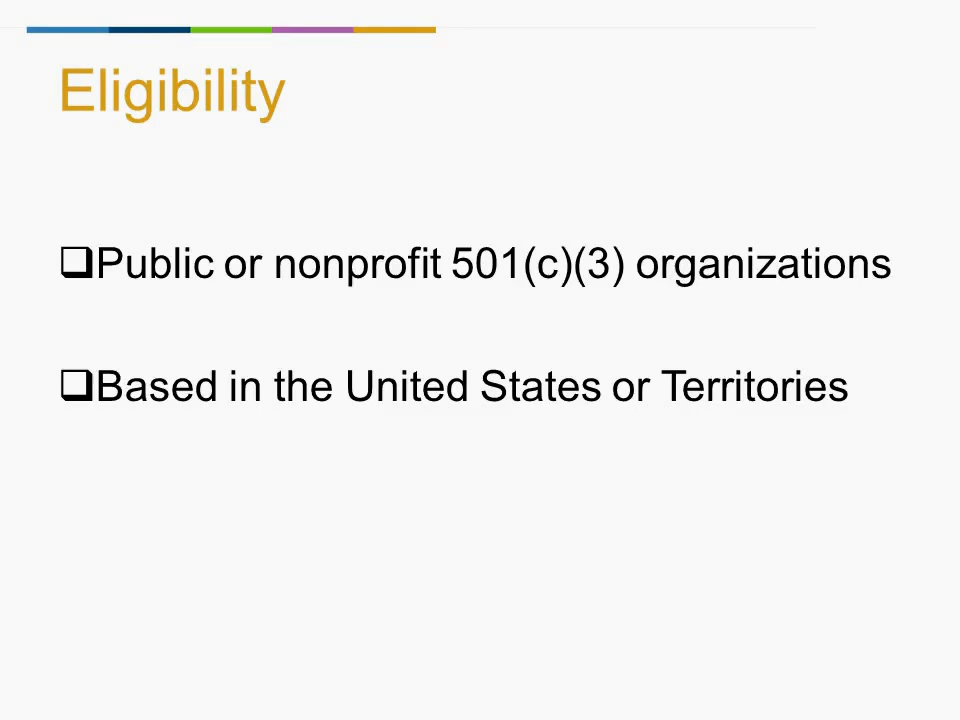 Eligibility
❑Public or nonprofit 501(c)(3) organizations
❑Based in the United States or Territories